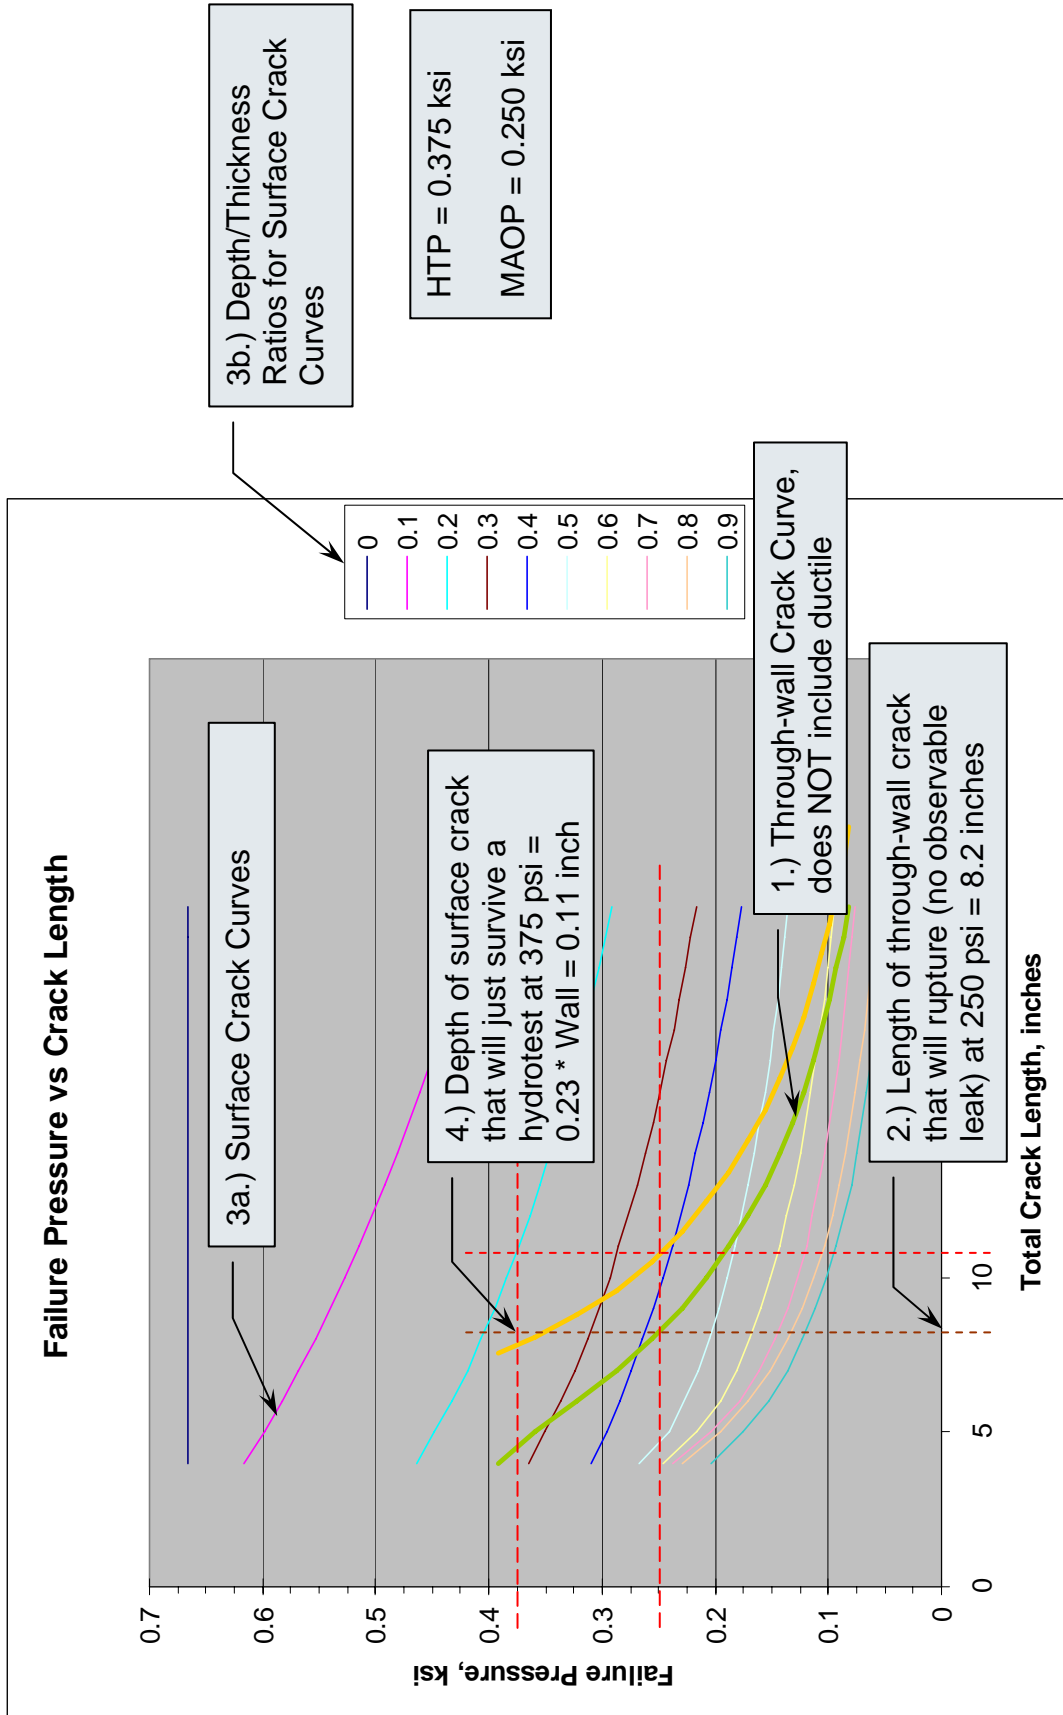 Failure Pressure vs Crack Length
3b.) Depth/Thickness
Ratios for Surface Crack
Curves
HTP = 0.375 ksi
MAOP = 0.250 ksi
3a.) Surface Crack Curves
4.) Depth of surface crack
that will just survive a
hydrotest at 375 psi =
0.23 * Wall = 0.11 inch
1.) Through-wall Crack Curve,
does NOT include ductile
2.) Length of through-wall crack
that will rupture (no observable
leak) at 250 psi = 8.2 inches
0
0.1
0.2
0.3
0.4
0.5
0.6
0.7
0.8
0.9
Failure Pressure, ksi
0.7
0.6
0.5
0.4
0.3
0.2
0.1
0
0
5
10
Total Crack Length, inches